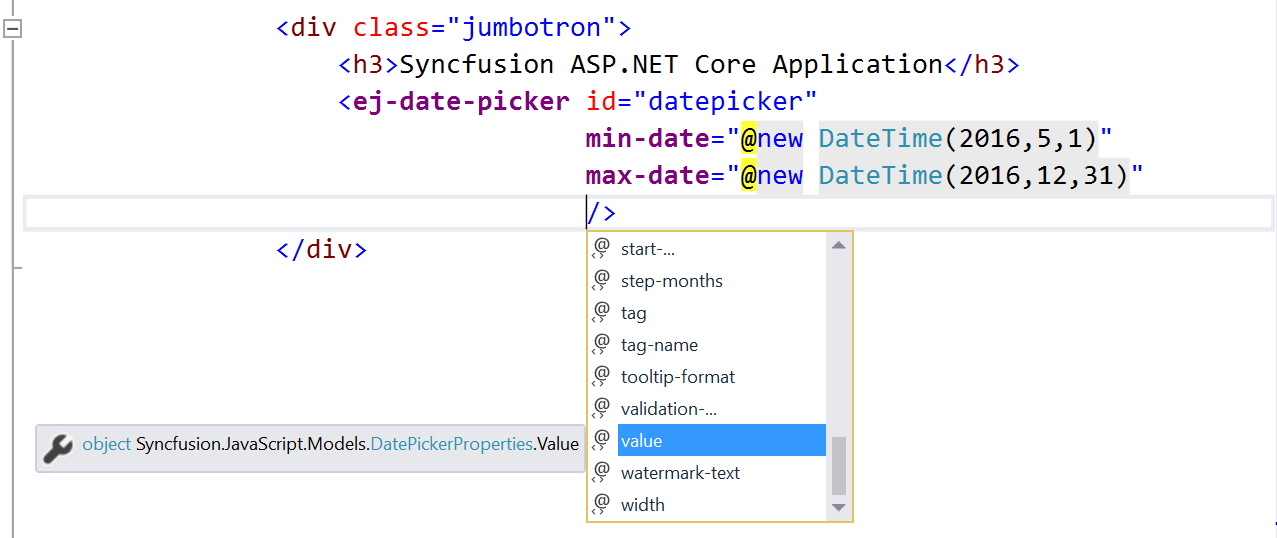 <div class="jumbotron">
<h3>Syncfusion ASP.NET Core Application</h3>
<ej-date-picker id="datepicker"
min-date="@new DateTime(2016,5,1)"
max-date="@new DateTime(2016,12,31)"
/>
</div>
start-...
step-months
tag
tag-name
tooltip-format
validation-...
value
watermark-text
width
object Syncfusion.JavaScript.Models.DatePickerProperties.Value